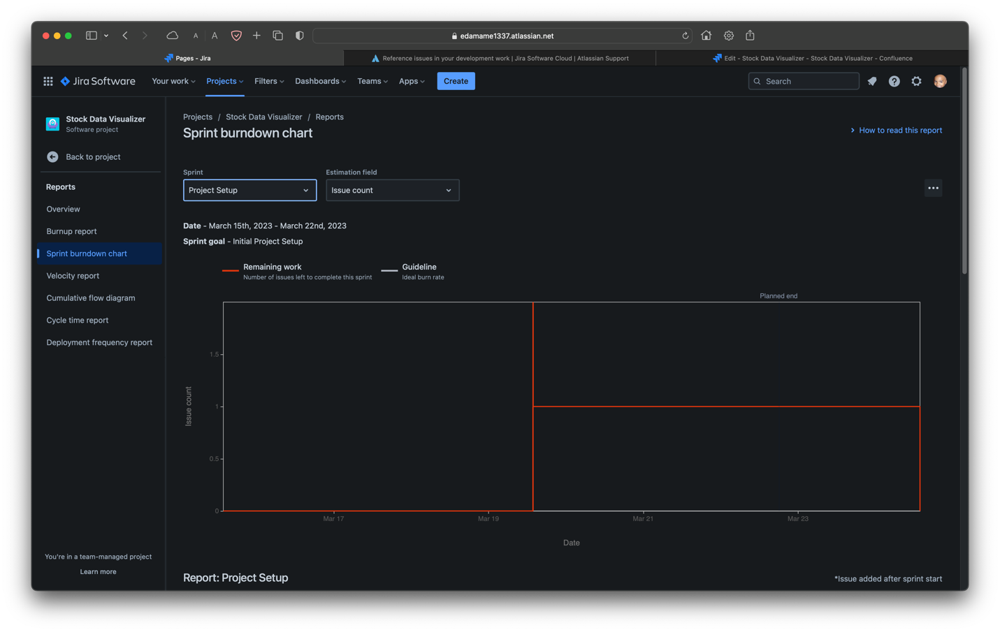 A A edamame1337.atlassian.net
Pages - Jira
Reference issues in your development work | Jira Software Cloud | Atlassian Support
Edit - Stock Data Visualizer - Stock Data Visualizer - Confluence
Jira Software Your work Projects Filters Dashboards Teams Apps Create Search
Stock Data Visualizer
Software project
Back to project
Reports
Overview
Burnup report
Sprint burndown chart
Velocity report
Cumulative flow diagram
Cycle time report
Deployment frequency report
You're in a team-managed project
Learn more
Projects / Stock Data Visualizer / Reports
Sprint burndown chart
How to read this report
Sprint
Project Setup
Estimation field
Issue count
Date - March 15th, 2023 - March 22nd, 2023
Sprint goal - Initial Project Setup
Remaining work
Number of issues left to complete this sprint
Guideline
Ideal burn rate
Planned end
1.5
1
0.5
0
Issue count
Mar 17 Mar 19 Mar 21 Mar 23
Date
Report: Project Setup
*Issue added after sprint start